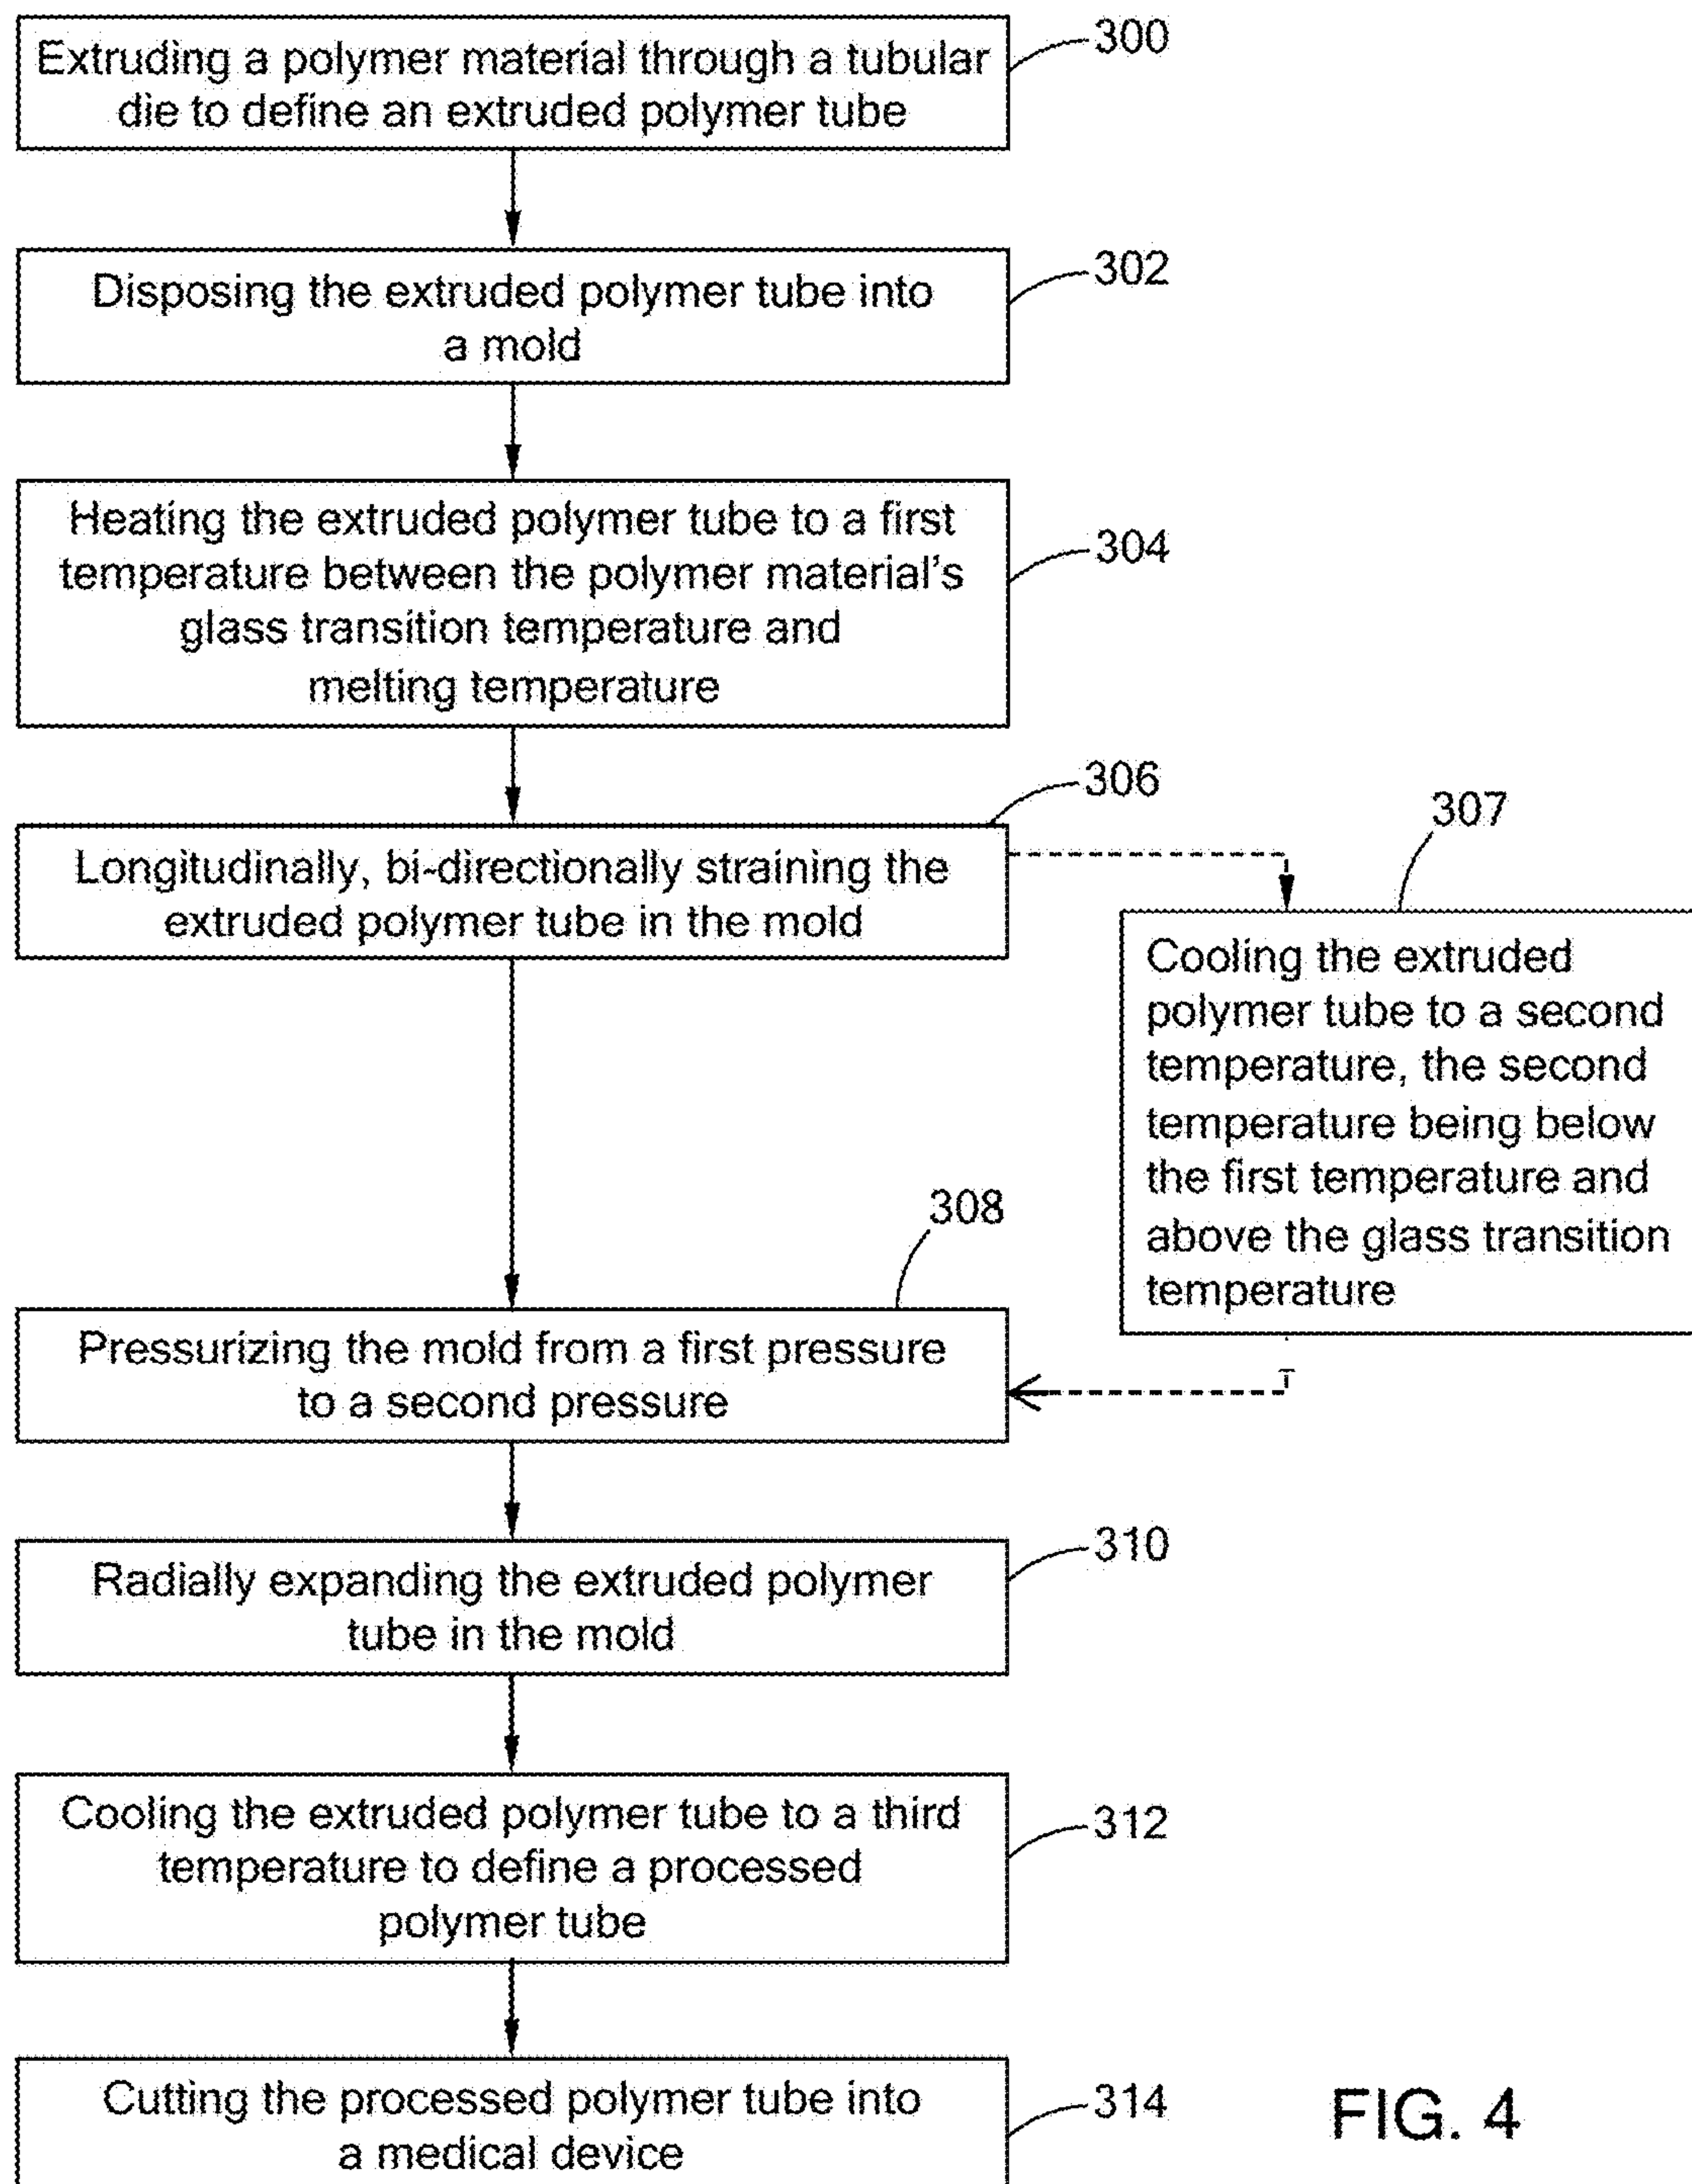 Extruding a polymer material through a tubular
die to define an extruded polymer tube
300
Disposing the extruded polymer tube into
a mold
302
Heating the extruded polymer tube to a first
temperature between the polymer material's
glass transition temperature and
melting temperature
304
Longitudinally, bi-directionally straining the
extruded polymer tube in the mold
306
307
Cooling the extruded
polymer tube to a second
temperature, the second
temperature being below
the first temperature and
above the glass transition
temperature
308
Pressurizing the mold from a first pressure
to a second pressure
Radially expanding the extruded polymer
tube in the mold
310
Cooling the extruded polymer tube to a third
temperature to define a processed
polymer tube
312
Cutting the processed polymer tube into
a medical device
314
FIG. 4